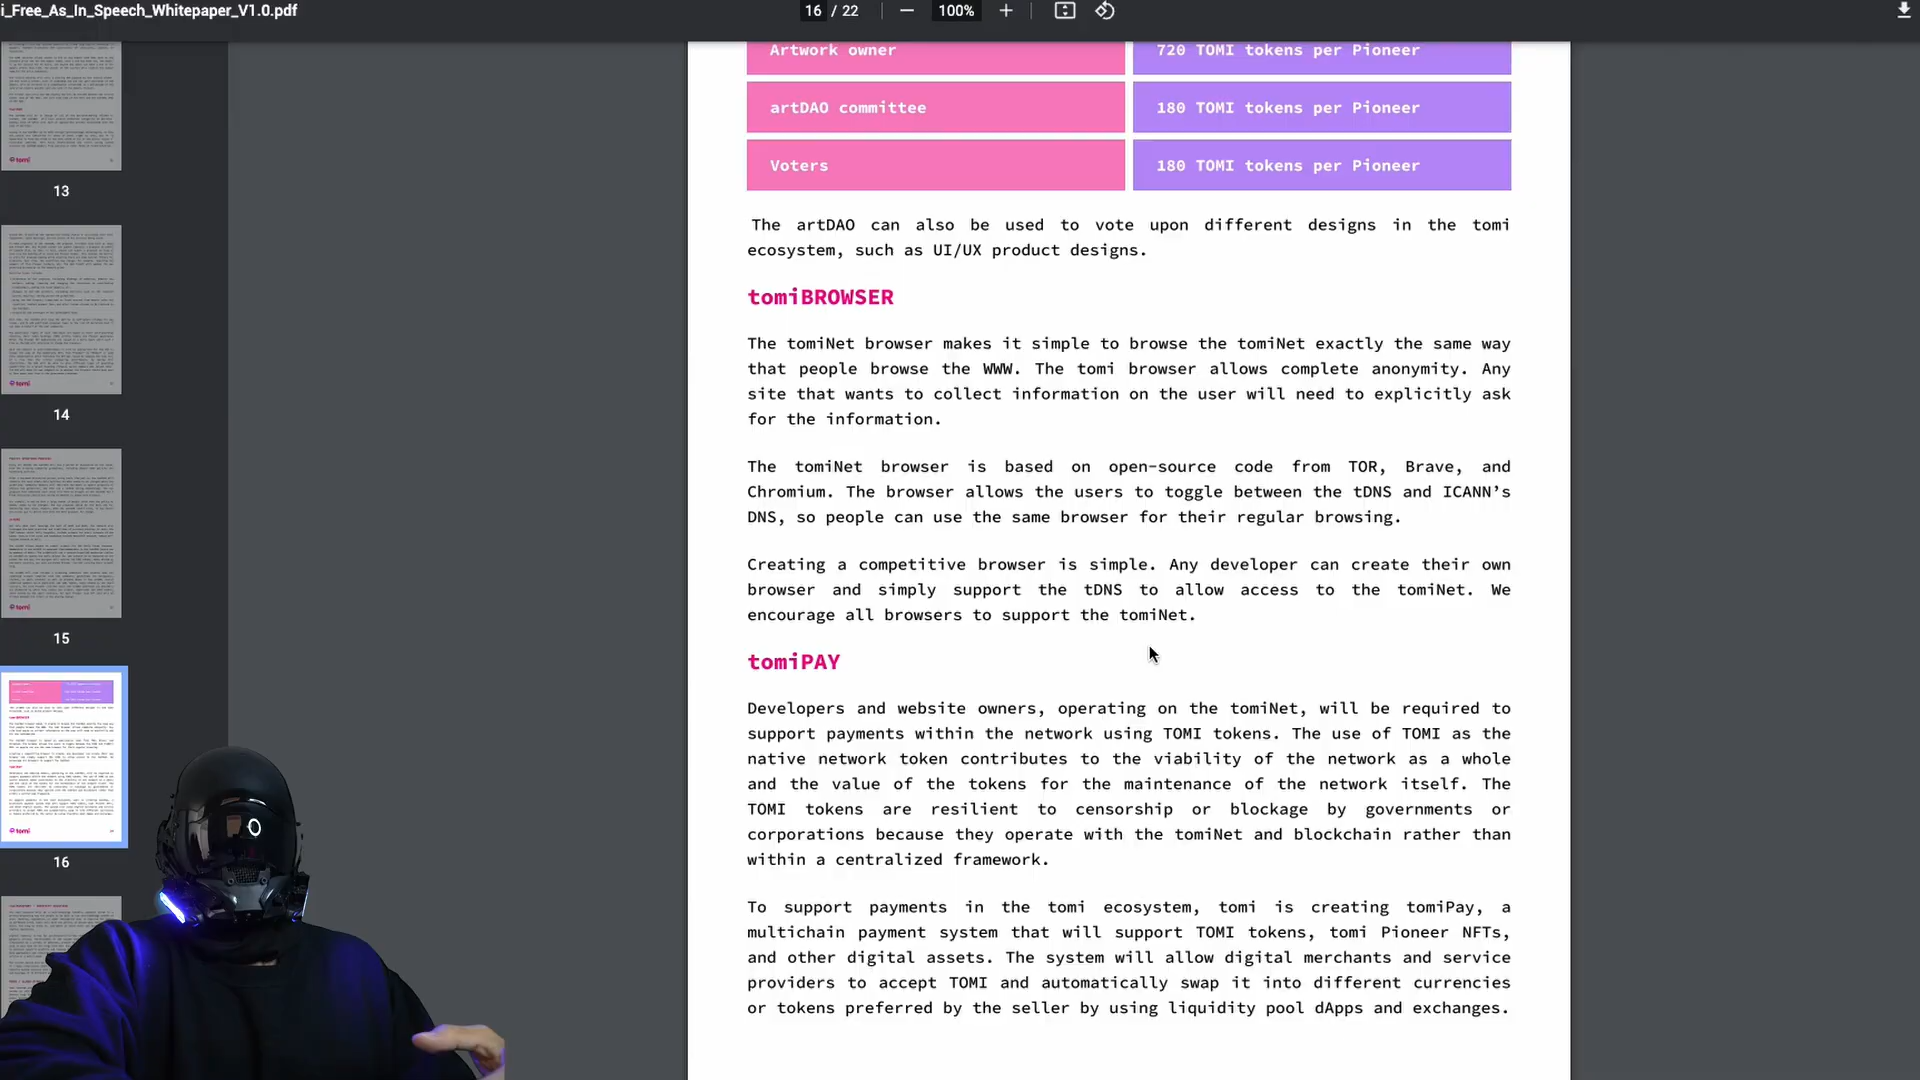 i_Free_As_In_Speech_Whitepaper_V1.0.pdf
16 / 22
100%
13
14
15
16
tomi
tomi
tomi
tomi
Artwork owner
720 TOMI tokens per Pioneer
artDAO committee
180 TOMI tokens per Pioneer
Voters
180 TOMI tokens per Pioneer
The artDAO can also be used to vote upon different designs in the tomi
ecosystem, such as UI/UX product designs.
tomiBROWSER
The tomiNet browser makes it simple to browse the tomiNet exactly the same way
that people browse the WWW. The tomi browser allows complete anonymity. Any
site that wants to collect information on the user will need to explicitly ask
for the information.
The tomiNet browser is based on open-source code from TOR, Brave, and
Chromium. The browser allows the users to toggle between the tDNS and ICANN’s
DNS, so people can use the same browser for their regular browsing.
Creating a competitive browser is simple. Any developer can create their own
browser and simply support the tDNS to allow access to the tomiNet. We
encourage all browsers to support the tomiNet.
tomiPAY
Developers and website owners, operating on the tomiNet, will be required to
support payments within the network using TOMI tokens. The use of TOMI as the
native network token contributes to the viability of the network as a whole
and the value of the tokens for the maintenance of the network itself. The
TOMI tokens are resilient to censorship or blockage by governments or
corporations because they operate with the tomiNet and blockchain rather than
within a centralized framework.
To support payments in the tomi ecosystem, tomi is creating tomiPay, a
multichain payment system that will support TOMI tokens, tomi Pioneer NFTs,
and other digital assets. The system will allow digital merchants and service
providers to accept TOMI and automatically swap it into different currencies
or tokens preferred by the seller by using liquidity pool dApps and exchanges.